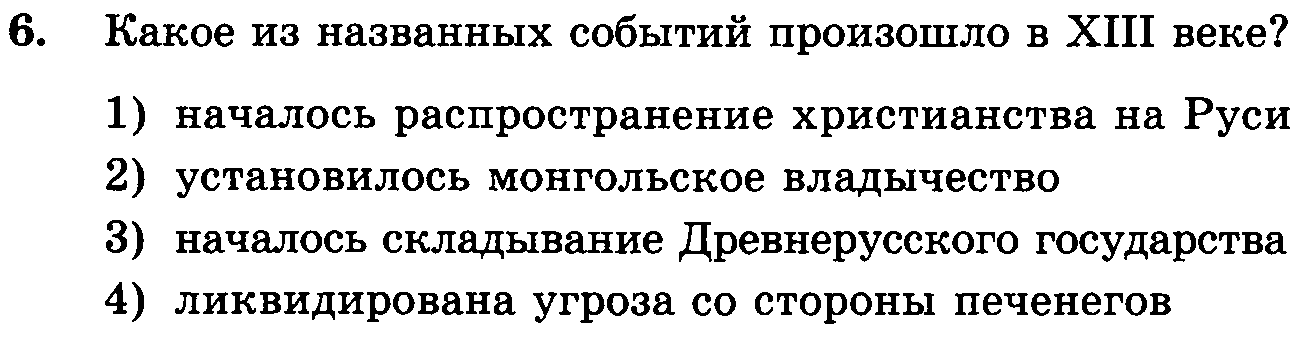 6. Какое из названных событий произошло в XIII веке?
1) началось распространение христианства на Руси
2) установилось монгольское владычество
3) началось складывание Древнерусского государства
4) ликвидирована угроза со стороны печенегов